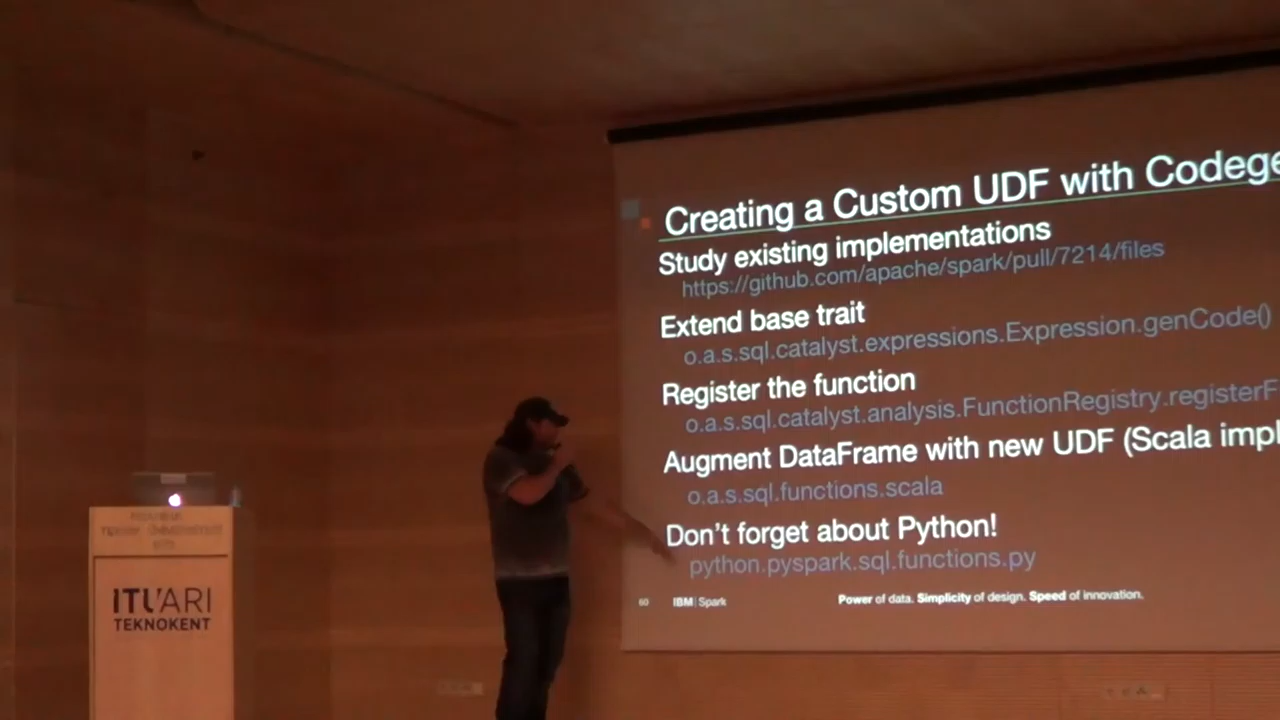 Creating a Custom UDF with Codege
Study existing implementations
https://github.com/apache/spark/pull/7214/files
Extend base trait
o.a.s.sql.catalyst.expressions.Expression.genCode()
Register the function
o.a.s.sql.catalyst.analysis.FunctionRegistry.registerF
Augment DataFrame with new UDF (Scala impl
o.a.s.sql.functions.scala
Don't forget about Python!
python.pyspark.sql.functions.py
60 IBM | Spark Power of data. Simplicity of design. Speed of innovation.
İTÜ ARI
TEKNOKENT